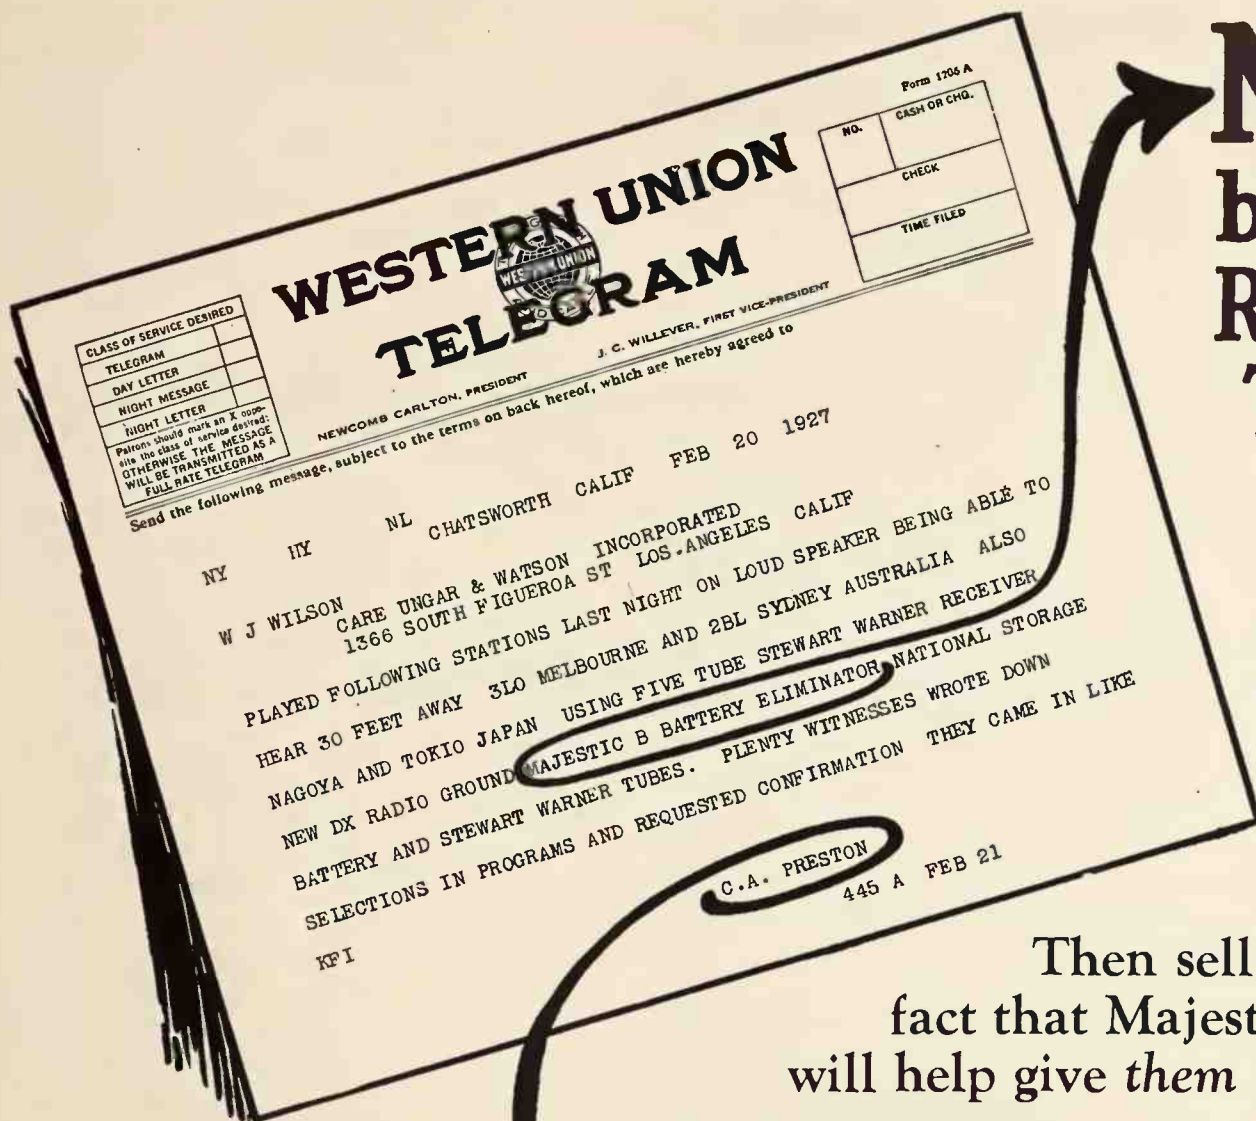 Form 1206 A
WESTERN UNION
WESTERN UNION
TELEGRAM
NO.
CASH OR CHG.
CHECK
TIME FILED
CLASS OF SERVICE DESIRED
TELEGRAM
DAY LETTER
NIGHT MESSAGE
NIGHT LETTER
Patrons should mark an X oppo-
site the class of service desired:
OTHERWISE THE MESSAGE
WILL BE TRANSMITTED AS A
FULL RATE TELEGRAM
NEWCOMB CARLTON, PRESIDENT
J. C. WILLEVER, FIRST VICE-PRESIDENT
Send the following message, subject to the terms on back hereof, which are hereby agreed to
NY HY NL CHATSWORTH CALIF FEB 20 1927
W J WILSON
CARE UNGAR & WATSON INCORPORATED
1366 SOUTH FIGUEROA ST LOS.ANGELES CALIF
PLAYED FOLLOWING STATIONS LAST NIGHT ON LOUD SPEAKER BEING ABLE TO
HEAR 30 FEET AWAY 3LO MELBOURNE AND 2BL SYDNEY AUSTRALIA ALSO
NAGOYA AND TOKIO JAPAN USING FIVE TUBE STEWART WARNER RECEIVER
NEW DX RADIO GROUND MAJESTIC B BATTERY ELIMINATOR NATIONAL STORAGE
BATTERY AND STEWART WARNER TUBES. PLENTY WITNESSES WROTE DOWN
SELECTIONS IN PROGRAMS AND REQUESTED CONFIRMATION THEY CAME IN LIKE
KFI
C.A. PRESTON
445 A FEB 21
Then sell
fact that Majest
will help give them